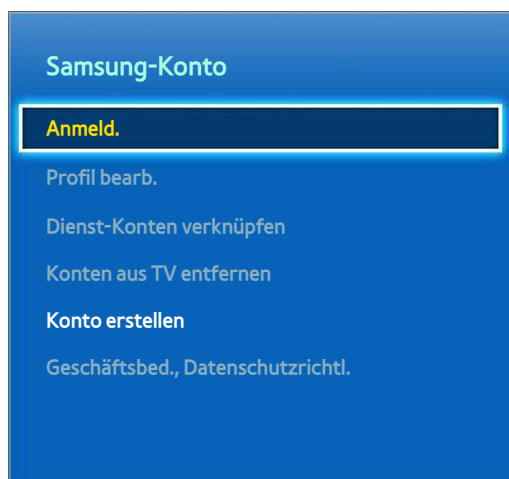 Samsung-Konto
Anmeld.
Profil bearb.
Dienst-Konten verknüpfen
Konten aus TV entfernen
Konto erstellen
Geschäftsbed., Datenschutzrichtl.